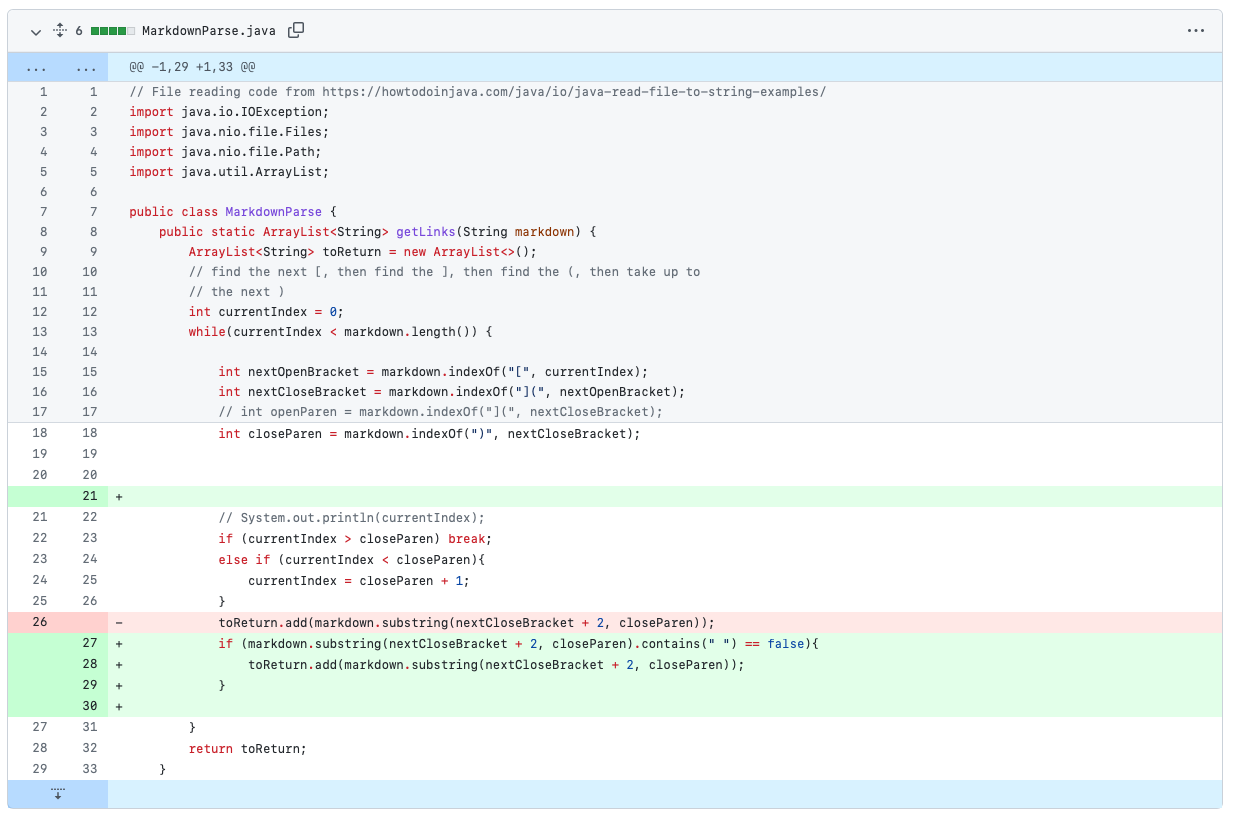 6 MarkdownParse.java ...
... ... @@ -1,29 +1,33 @@
1 1 // File reading code from https://howtodoinjava.com/java/io/java-read-file-to-string-examples/
2 2 import java.io.IOException;
3 3 import java.nio.file.Files;
4 4 import java.nio.file.Path;
5 5 import java.util.ArrayList;
6 6
7 7 public class MarkdownParse {
8 8     public static ArrayList<String> getLinks(String markdown) {
9 9         ArrayList<String> toReturn = new ArrayList<>();
10 10         // find the next [, then find the ], then find the (, then take up to
11 11         // the next )
12 12         int currentIndex = 0;
13 13         while(currentIndex < markdown.length()) {
14 14
15 15             int nextOpenBracket = markdown.indexOf("[", currentIndex);
16 16             int nextCloseBracket = markdown.indexOf("](", nextOpenBracket);
17 17             // int openParen = markdown.indexOf("](", nextCloseBracket);
18 18             int closeParen = markdown.indexOf(")", nextCloseBracket);
19 19
20 20
21 +
21 22             // System.out.println(currentIndex);
22 23             if (currentIndex > closeParen) break;
23 24             else if (currentIndex < closeParen){
24 25                 currentIndex = closeParen + 1;
25 26             }
26 -             toReturn.add(markdown.substring(nextCloseBracket + 2, closeParen));
27 +             if (markdown.substring(nextCloseBracket + 2, closeParen).contains(" ") == false){
28 +                 toReturn.add(markdown.substring(nextCloseBracket + 2, closeParen));
29 +             }
30 +
27 31         }
28 32         return toReturn;
29 33     }